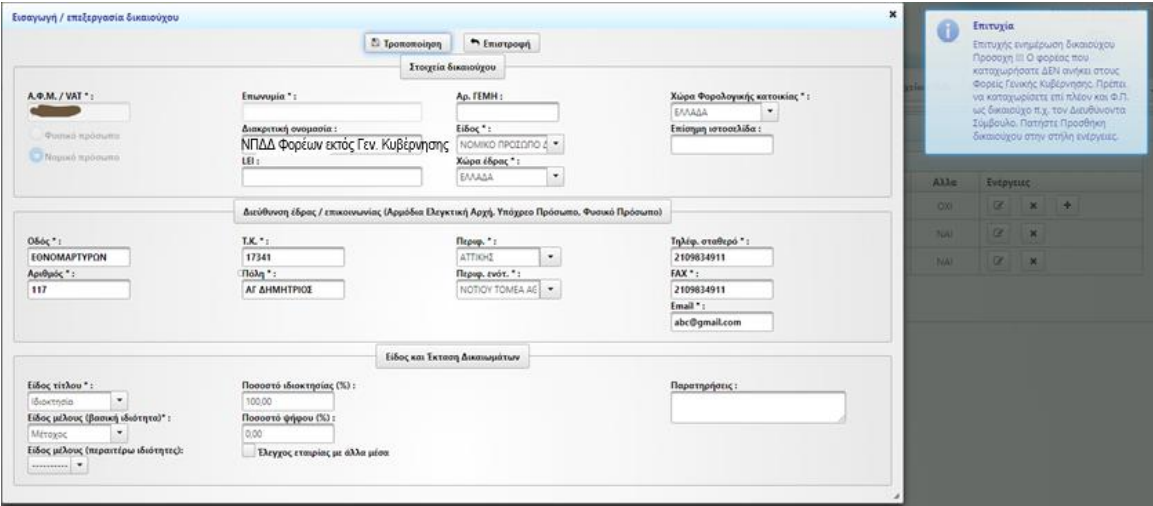 Εισαγωγή / επεξεργασία δικαιούχου
Τροποποίηση Επιστροφή
Στοιχεία δικαιούχου
Α.Φ.Μ. / VAT * : Επωνυμία * : Αρ. ΓΕΜΗ : Χώρα Φορολογικής κατοικίας * :
ΕΛΛΑΔΑ
Φυσικό πρόσωπο Διακριτική ονομασία : Είδος * : Επίσημη ιστοσελίδα :
Νομικό πρόσωπο ΝΠΔΔ Φορέων εκτός Γεν. Κυβέρνησης ΝΟΜΙΚΟ ΠΡΟΣΩΠΟ Δ
LEI : Χώρα έδρας * :
ΕΛΛΑΔΑ
Διεύθυνση έδρας / επικοινωνίας (Αρμόδια Ελεγκτική Αρχή, Υπόχρεο Πρόσωπο, Φυσικό Πρόσωπο)
Οδός * : Τ.Κ. * : Περιφ. * : Τηλέφ. σταθερό * :
ΕΘΝΟΜΑΡΤΥΡΩΝ 17341 ΑΤΤΙΚΗΣ 2109834911
Αριθμός * : Πόλη * : Περιφ. ενότ. * : FAX * :
117 ΑΓ ΔΗΜΗΤΡΙΟΣ ΝΟΤΙΟΥ ΤΟΜΕΑ ΑΘ 2109834911
Email * :
abc@gmail.com
Είδος και Έκταση Δικαιωμάτων
Είδος τίτλου * : Ποσοστό ιδιοκτησίας (%) : Παρατηρήσεις :
Ιδιοκτησία 100,00
Είδος μέλους (βασική ιδιότητα)* : Ποσοστό ψήφου (%) :
Μέτοχος 0,00
Είδος μέλους (περαιτέρω ιδιότητες): Έλεγχος εταιρίας με άλλα μέσα
----------
Επιτυχία
Επιτυχής ενημέρωση δικαιούχου
Προσοχη !!! Ο φορέας που
καταχωρήσατε ΔΕΝ ανήκει στους
Φορείς Γενικής Κυβέρνησης. Πρέπει
να καταχωρίσετε επί πλέον και Φ.Π.
ως δικαιούχο π.χ. τον Διευθύνοντα
Σύμβουλο. Πατήστε Προσθήκη
δικαιούχου στην στήλη ενέργειες.
Αλλα Ενέργειες
ΟΧΙ
ΝΑΙ
ΝΑΙ